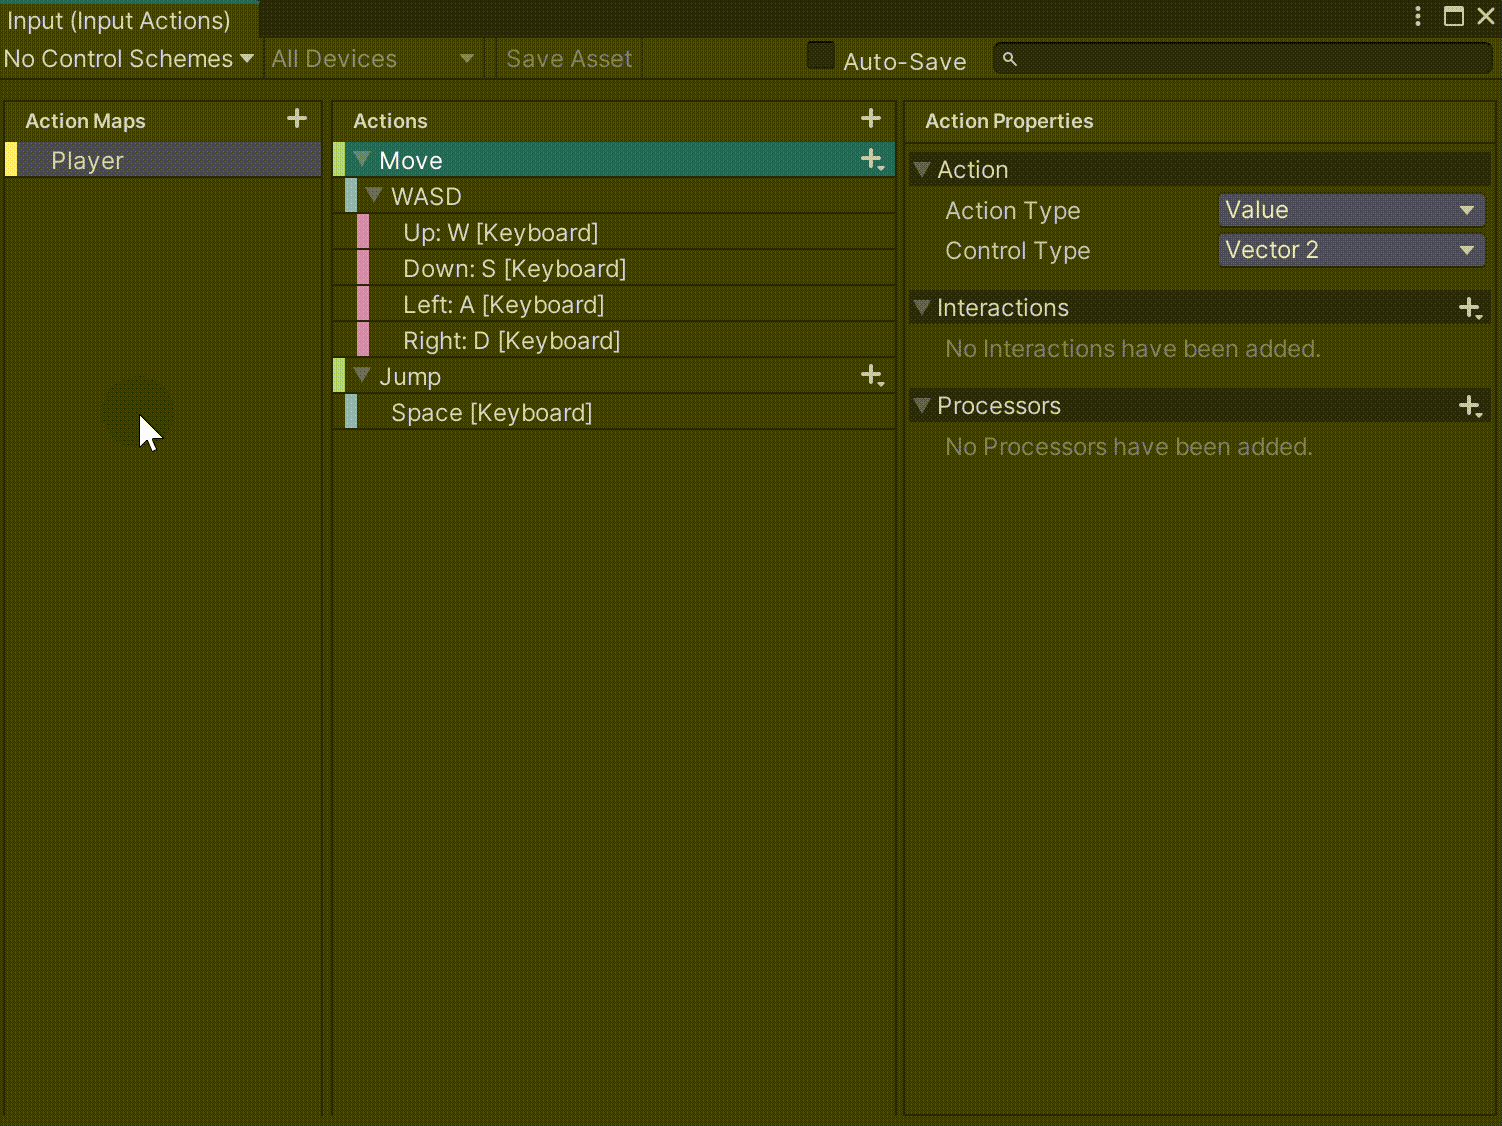 Input (Input Actions)
No Control Schemes All Devices Save Asset Auto-Save
Action Maps
Player
Actions
Move
WASD
Up: W [Keyboard]
Down: S [Keyboard]
Left: A [Keyboard]
Right: D [Keyboard]
Jump
Space [Keyboard]
Action Properties
Action
Action Type Value
Control Type Vector 2
Interactions
No Interactions have been added.
Processors
No Processors have been added.